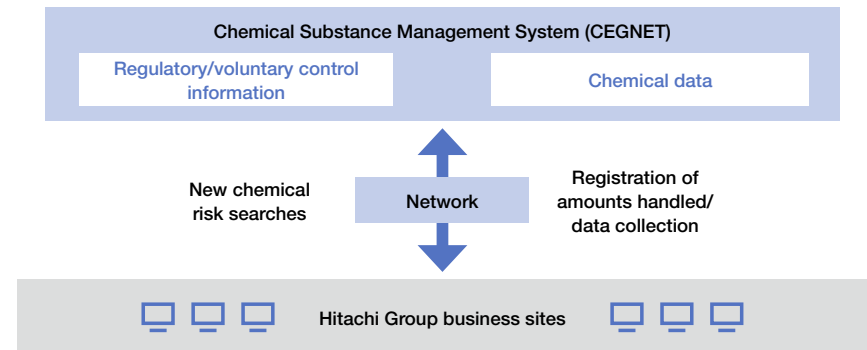 Chemical Substance Management System (CEGNET)
Regulatory/voluntary control
information
Chemical data
New chemical
risk searches
Network
Registration of
amounts handled/
data collection
Hitachi Group business sites